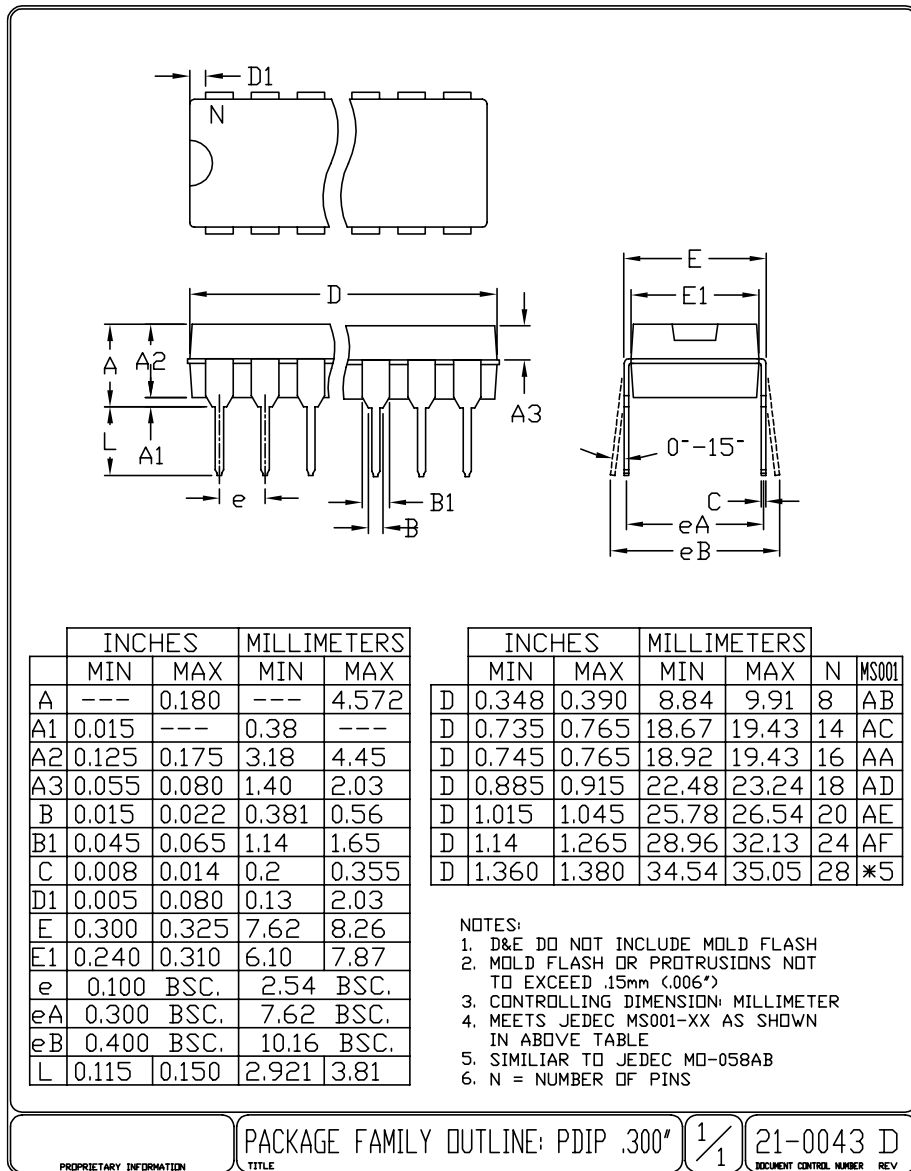 D1
N
D
E
E1
A
A2
A3
L
A1
0°-15°
e
B1
B
C
eA
eB
INCHES MILLIMETERS
MIN MAX MIN MAX
A --- 0.180 --- 4.572
A1 0.015 --- 0.38 ---
A2 0.125 0.175 3.18 4.45
A3 0.055 0.080 1.40 2.03
B 0.015 0.022 0.381 0.56
B1 0.045 0.065 1.14 1.65
C 0.008 0.014 0.2 0.355
D1 0.005 0.080 0.13 2.03
E 0.300 0.325 7.62 8.26
E1 0.240 0.310 6.10 7.87
e 0.100 BSC. 2.54 BSC.
eA 0.300 BSC. 7.62 BSC.
eB 0.400 BSC. 10.16 BSC.
L 0.115 0.150 2.921 3.81
INCHES MILLIMETERS
MIN MAX MIN MAX N MS001
D 0.348 0.390 8.84 9.91 8 AB
D 0.735 0.765 18.67 19.43 14 AC
D 0.745 0.765 18.92 19.43 16 AA
D 0.885 0.915 22.48 23.24 18 AD
D 1.015 1.045 25.78 26.54 20 AE
D 1.14 1.265 28.96 32.13 24 AF
D 1.360 1.380 34.54 35.05 28 *5
NOTES:
1. D&E DO NOT INCLUDE MOLD FLASH
2. MOLD FLASH OR PROTRUSIONS NOT
TO EXCEED .15mm (.006")
3. CONTROLLING DIMENSION: MILLIMETER
4. MEETS JEDEC MS001-XX AS SHOWN
IN ABOVE TABLE
5. SIMILIAR TO JEDEC MO-058AB
6. N = NUMBER OF PINS
PROPRIETARY INFORMATION
PACKAGE FAMILY OUTLINE: PDIP .300"
TITLE
1/1
21-0043 D
DOCUMENT CONTROL NUMBER REV